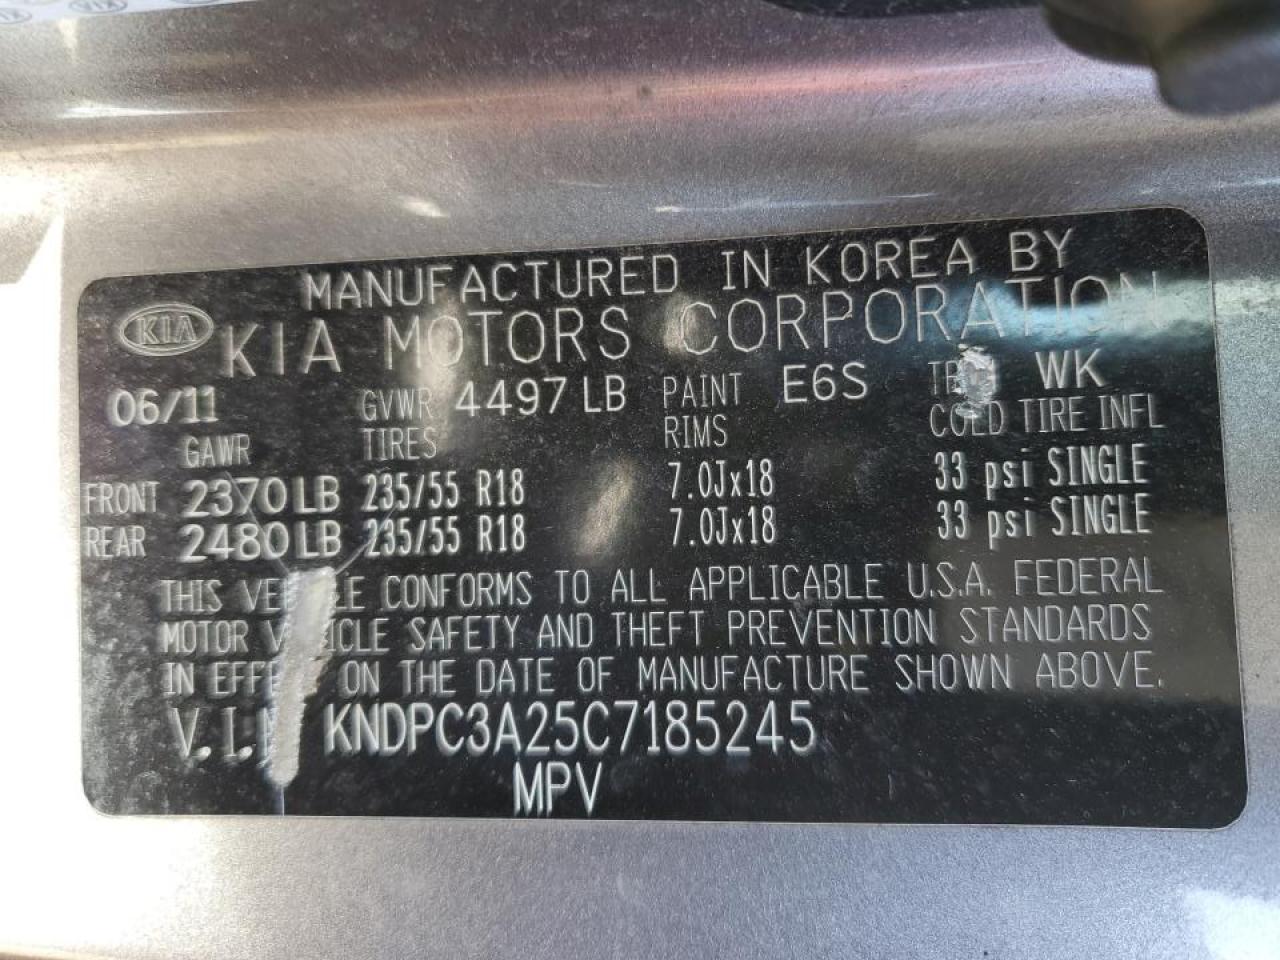 MANUFACTURED IN KOREA BY
KIA KIA MOTORS CORPORATION
06/11 GVWR 4497 LB PAINT E6S WK
GAWR TIRES RIMS COLD TIRE INFL
FRONT 2370 LB 235/55 R18 7.0Jx18 33 psi SINGLE
REAR 2480 LB 235/55 R18 7.0Jx18 33 psi SINGLE
THIS VEHICLE CONFORMS TO ALL APPLICABLE U.S.A. FEDERAL
MOTOR VEHICLE SAFETY AND THEFT PREVENTION STANDARDS
IN EFFECT ON THE DATE OF MANUFACTURE SHOWN ABOVE.
V.I.N KNDPC3A25C7185245
MPV